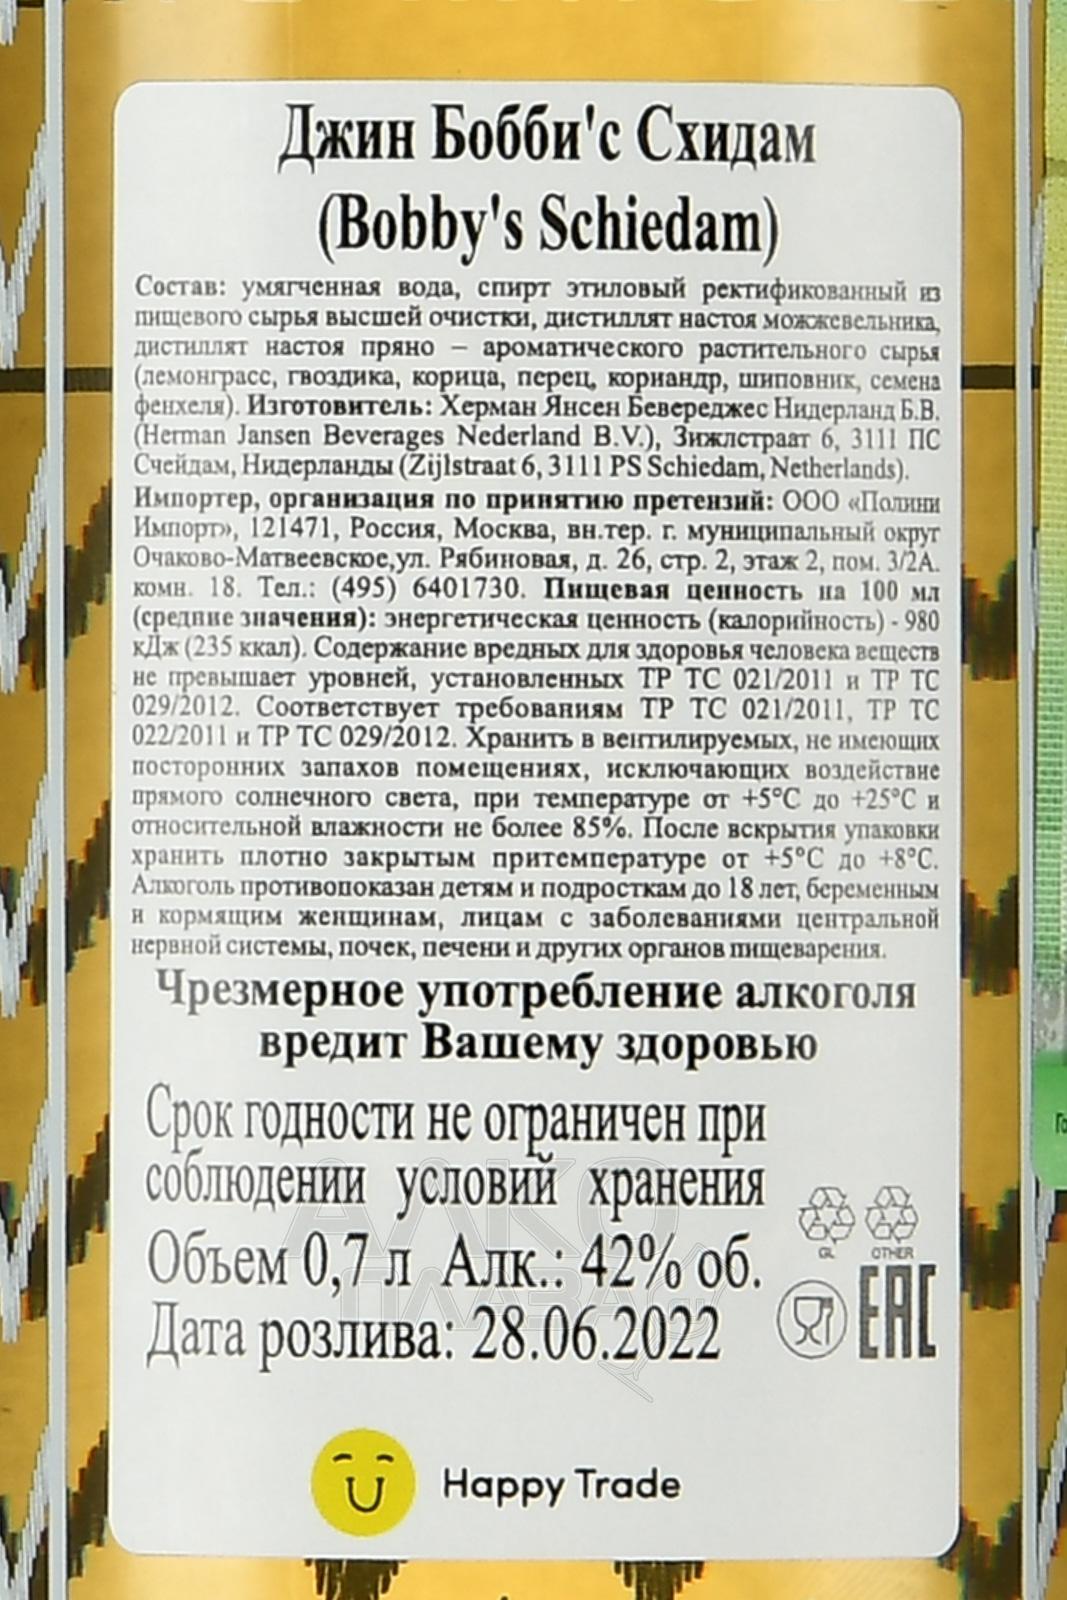 Джин Бобби'с Схидам
(Bobby's Schiedam)
Состав: умягченная вода, спирт этиловый ректификованный из
пищевого сырья высшей очистки, дистиллят настоя можжевельника,
дистиллят настоя пряно – ароматического растительного сырья
(лемонграсс, гвоздика, корица, перец, кориандр, шиповник, семена
фенхеля). Изготовитель: Херман Янсен Бевереджес Нидерланд Б.В.
(Herman Jansen Beverages Nederland B.V.), Зижлстраат 6, 3111 ПС
Счейдам, Нидерланды (Zijlstraat 6, 3111 PS Schiedam, Netherlands).
Импортер, организация по принятию претензий: ООО «Полини
Импорт», 121471, Россия, Москва, вн.тер. г. муниципальный округ
Очаково-Матвеевское,ул. Рябиновая, д. 26, стр. 2, этаж 2, пом. 3/2А.
комн. 18. Тел.: (495) 6401730. Пищевая ценность на 100 мл
(средние значения): энергетическая ценность (калорийность) - 980
кДж (235 ккал). Содержание вредных для здоровья человека веществ
не превышает уровней, установленных ТР ТС 021/2011 и ТР ТС
029/2012. Соответствует требованиям ТР ТС 021/2011, ТР ТС
022/2011 и ТР ТС 029/2012. Хранить в вентилируемых, не имеющих
посторонних запахов помещениях, исключающих воздействие
прямого солнечного света, при температуре от +5°C до +25°C и
относительной влажности не более 85%. После вскрытия упаковки
хранить плотно закрытым притемпературе от +5°C до +8°C.
Алкоголь противопоказан детям и подросткам до 18 лет, беременным
и кормящим женщинам, лицам с заболеваниями центральной
нервной системы, почек, печени и других органов пищеварения.
Чрезмерное употребление алкоголя
вредит Вашему здоровью
Срок годности не ограничен при
соблюдении условий хранения
Объем 0,7 л Алк.: 42% об.
Дата розлива: 28.06.2022
GL OTHER
EAC
АЛКО
ПЛАЗА
Happy Trade